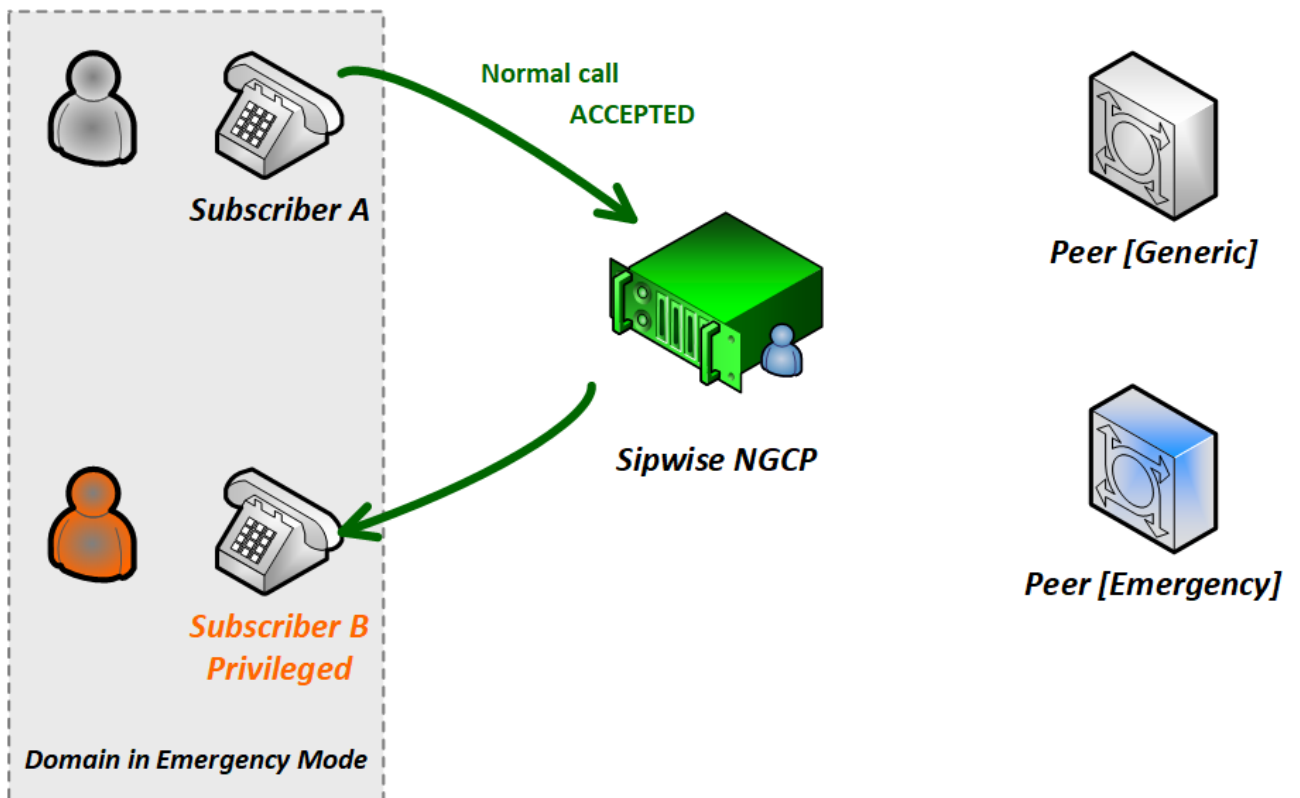 Normal call
ACCEPTED
Subscriber A
Peer [Generic]
Sipwise NGCP
Peer [Emergency]
Subscriber B
Privileged
Domain in Emergency Mode